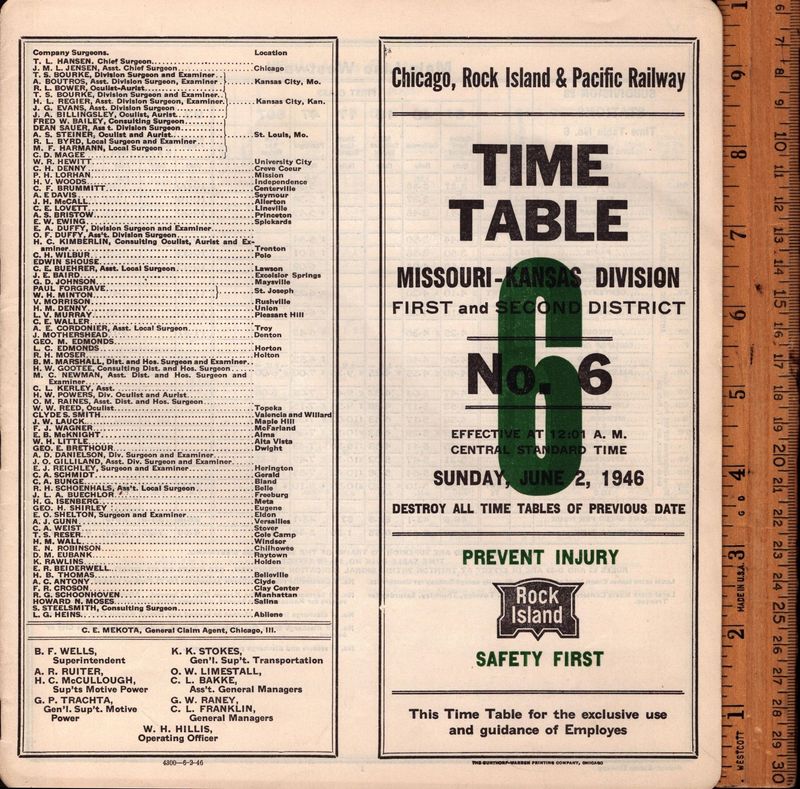 Company Surgeons. Location
T. L. HANSEN, Chief Surgeon
J. M. L. JENSEN, Asst. Chief Surgeon Chicago
T. S. BOURKE, Division Surgeon and Examiner
A. BOUTROS, Asst. Division Surgeon, Examiner Kansas City, Mo.
R. L. BOWER, Oculist-Aurist
T. S. BOURKE, Division Surgeon and Examiner
H. L. REGIER, Asst. Division Surgeon, Examiner Kansas City, Kan.
J. G. EVANS, Asst. Division Surgeon
J. A. BILLINGSLEY, Oculist, Aurist
FRED W. BAILEY, Consulting Surgeon
DEAN SAUER, Ass't. Division Surgeon
A. S. STEINER, Oculist and Aurist St. Louis, Mo.
R. L. BYRD, Local Surgeon and Examiner
M. F. HARMANN, Local Surgeon
C. D. MAGEE
W. R. HEWITT University City
C. H. DENNY Creve Coeur
P. H. LORHAN Mission
H. V. WOODS Independence
C. F. BRUMMITT Centerville
A. E DAVIS Seymour
J. H. McCALL Allerton
C. E. LOVETT Lineville
A. S. BRISTOW Princeton
E. W. EWING Spickards
E. A. DUFFY, Division Surgeon and Examiner
O. F. DUFFY, Ass't. Division Surgeon
H. C. KIMBERLIN, Consulting Oculist, Aurist and Ex-
aminer Trenton
C. H. WILBUR Polo
EDWIN SHOUSE
C. E. BUEHRER, Asst. Local Surgeon Lawson
J. E. BAIRD Excelsior Springs
G. D. JOHNSON Maysville
PAUL FORGRAVE
W. H. MINTON St. Joseph
V. MORRISON Rushville
H. M. DENNY Union
L. V. MURRAY Pleasant Hill
C. E. WALLER
A. E. CORDONIER, Asst. Local Surgeon Troy
J. MOTHERSHEAD Denton
GEO. M. EDMONDS
L. C. EDMONDS Horton
R. H. MOSER Holton
B. M. MARSHALL, Dist. and Hos. Surgeon and Examiner
H. W. GOOTEE, Consulting Dist. and Hos. Surgeon
M. C. NEWMAN, Asst. Dist. and Hos. Surgeon and
Examiner
C. L. KERLEY, Asst.
H. W. POWERS, Div. Oculist and Aurist
O. M. RAINES, Asst. Dist. and Hos. Surgeon
W. W. REED, Oculist Topeka
CLYDE S. SMITH Valencia and Willard
J. W. LAUCK Maple Hill
F. J. WAGNER McFarland
E. B. McKNIGHT Alma
W. H. LITTLE Alta Vista
GEO. E. BRETHOUR Dwight
A. D. DANIELSON, Div. Surgeon and Examiner
J. O. GILLILAND, Asst. Div. Surgeon and Examiner
E. J. REICHLEY, Surgeon and Examiner Herington
C. A. SCHMIDT Gerald
C. A. BUNGE Bland
R. H. SCHOENHALS, Ass't. Local Surgeon Belle
J. L. A. BUECHLOR Freeburg
H. G. ISENBERG Meta
GEO. H. SHIRLEY Eugene
E. O. SHELTON, Surgeon and Examiner Eldon
A. J. GUNN Versailles
C. A. WEIST Stover
T. S. RESER Cole Camp
H. M. WALL Windsor
E. N. ROBINSON Chilhowee
D. M. EUBANK Raytown
K. RAWLINS Holden
E. R. BEIDERWELL
H. B. THOMAS Belleville
A. C. ANTONY Clyde
F. R. CROSON Clay Center
R. G. SCHOONHOVEN Manhattan
HOWARD N. MOSES Salina
S. STEELSMITH, Consulting Surgeon
L. G. HEINS Abilene
C. E. MEKOTA, General Claim Agent, Chicago, Ill.
B. F. WELLS,
Superintendent
A. R. RUITER,
H. C. McCULLOUGH,
Sup'ts Motive Power
G. P. TRACHTA,
Gen'l. Sup't. Motive
Power
K. K. STOKES,
Gen'l. Sup't. Transportation
O. W. LIMESTALL,
C. L. BAKKE,
Ass't. General Managers
G. W. RANEY,
C. L. FRANKLIN,
General Managers
W. H. HILLIS,
Operating Officer
4300—6-2-46
Chicago, Rock Island & Pacific Railway
TIME
TABLE
MISSOURI-KANSAS DIVISION
FIRST and SECOND DISTRICT
No. 6
6
EFFECTIVE AT 12:01 A. M.
CENTRAL STANDARD TIME
SUNDAY, JUNE 2, 1946
DESTROY ALL TIME TABLES OF PREVIOUS DATE
PREVENT INJURY
Rock
Island
SAFETY FIRST
This Time Table for the exclusive use
and guidance of Employes
THE GUNTHORP-WARREN PRINTING COMPANY, CHICAGO
WESTCOTT
MADE IN U.S.A.